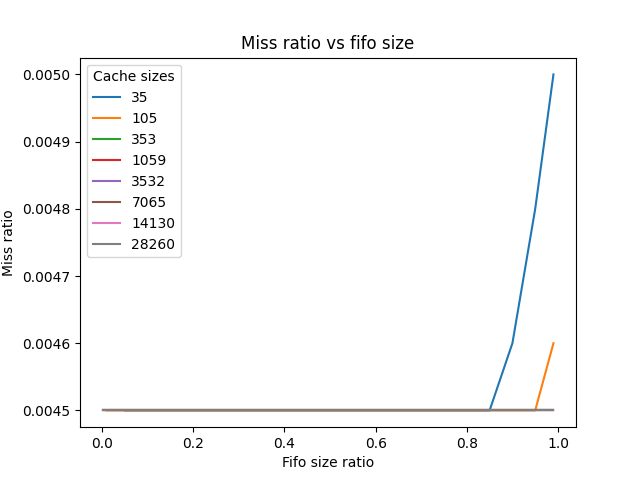 Miss ratio vs fifo size
Cache sizes
35
105
353
1059
3532
7065
14130
28260
0.0050
0.0049
0.0048
0.0047
0.0046
0.0045
Miss ratio
0.0 0.2 0.4 0.6 0.8 1.0
Fifo size ratio